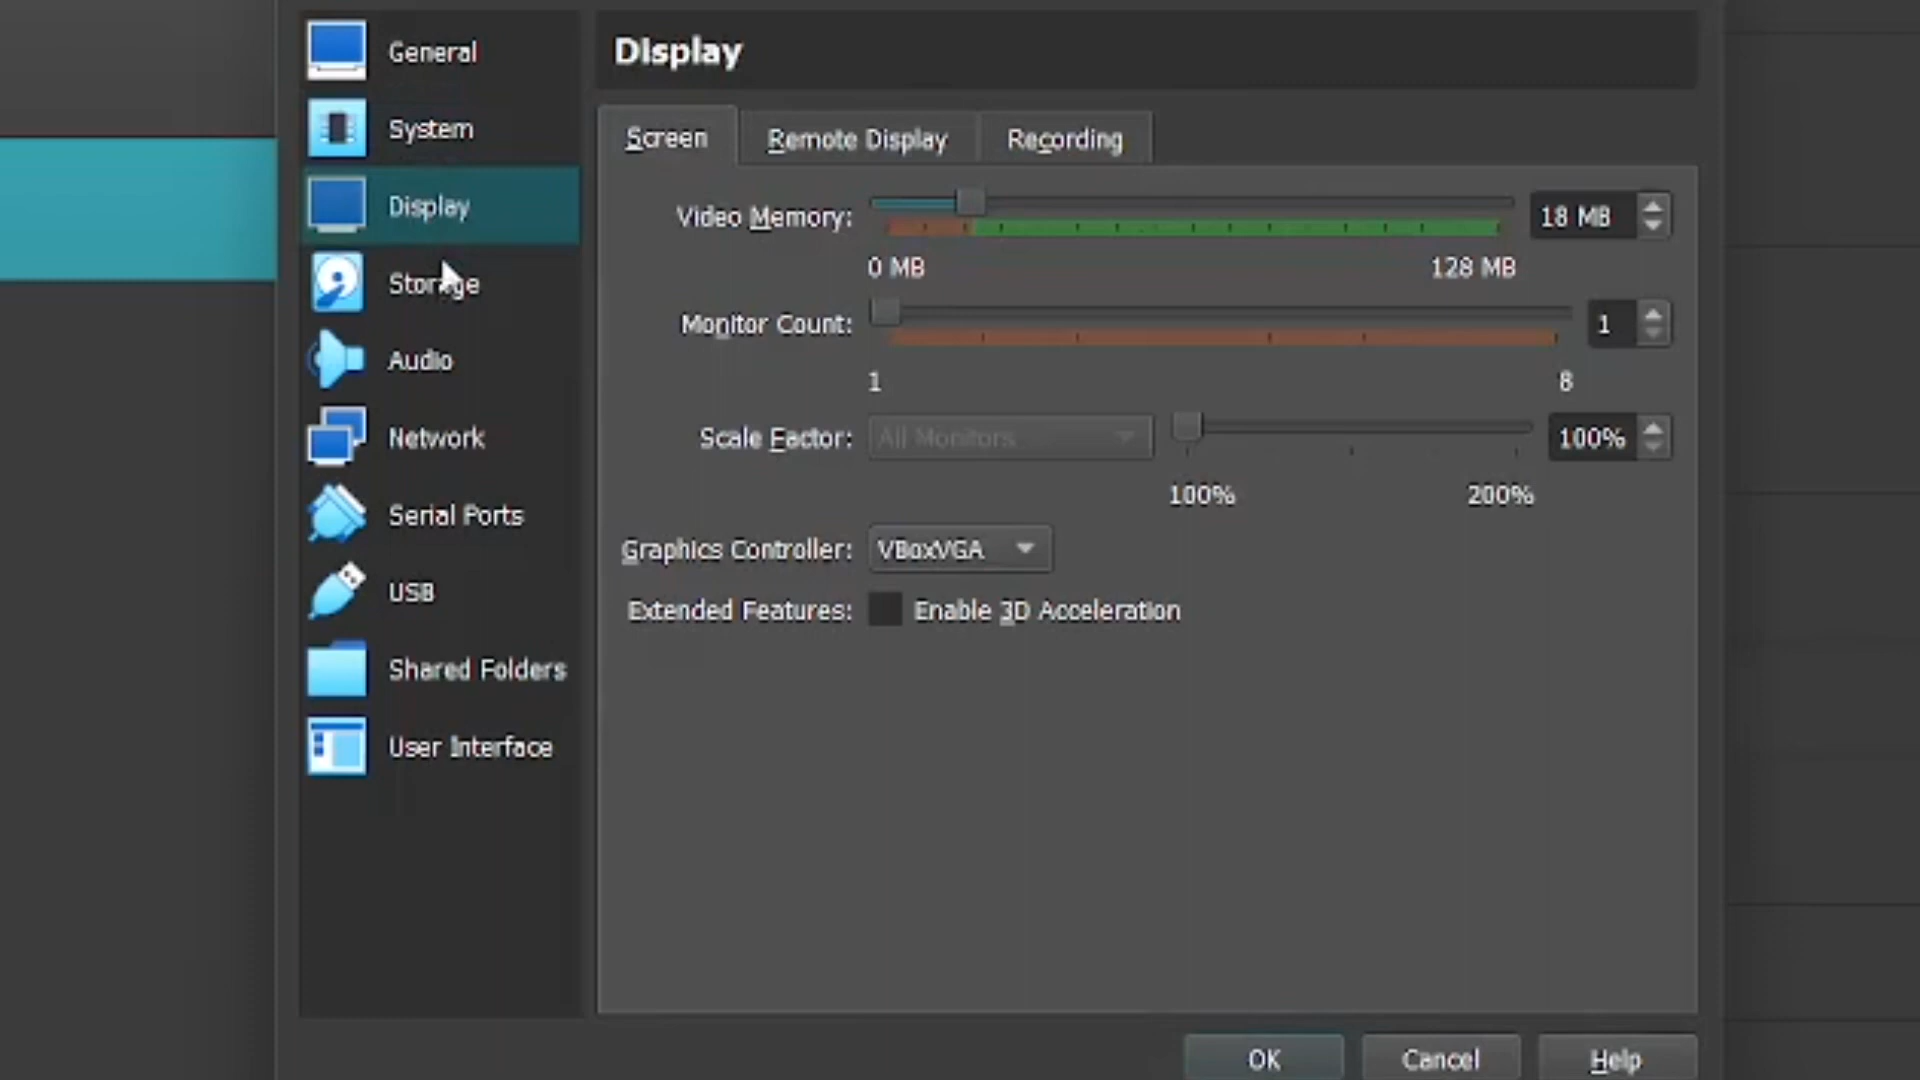 General
System
Display
Storage
Audio
Network
Serial Ports
USB
Shared Folders
User Interface
Display
Screen
Remote Display
Recording
Video Memory:
18 MB
0 MB
128 MB
Monitor Count:
1
1
8
Scale Factor:
All Monitors
100%
100%
200%
Graphics Controller:
VBoxVGA
Extended Features:
Enable 3D Acceleration
OK
Cancel
Help